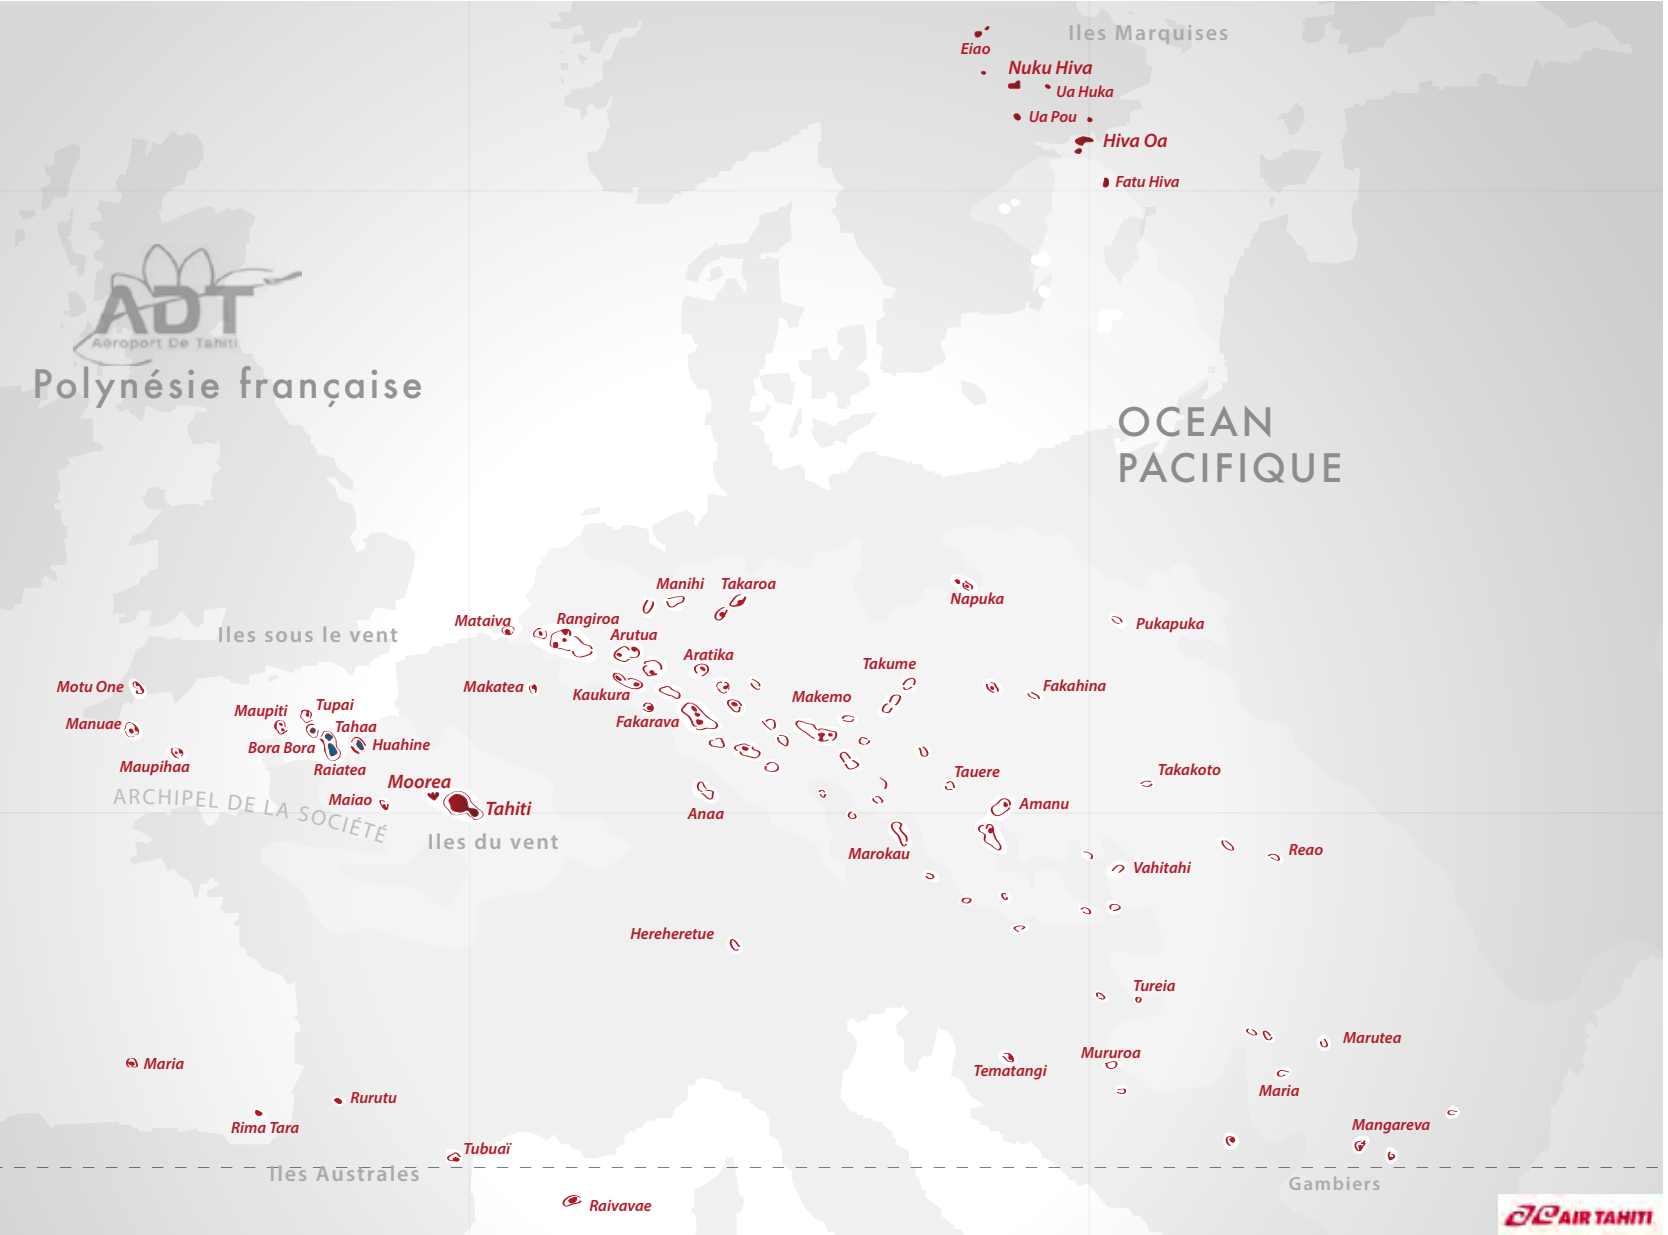 Iles Marquises
Eiao
Nuku Hiva
Ua Huka
Ua Pou
Hiva Oa
Fatu Hiva
ADT
Aéroport De Tahiti
Polynésie française
OCEAN
PACIFIQUE
Manihi
Takaroa
Napuka
Mataiva
Rangiroa
Pukapuka
Iles sous le vent
Arutua
Aratika
Takume
Motu One
Makatea
Kaukura
Makemo
Fakahina
Maupiti
Tupai
Manuae
Tahaa
Fakarava
Bora Bora
Huahine
Maupihaa
Raiatea
Tauere
Takakoto
Moorea
ARCHIPEL DE LA SOCIÉTÉ
Maiao
Tahiti
Anaa
Amanu
Iles du vent
Marokau
Reao
Vahitahi
Hereheretue
Tureia
Marutea
Mururoa
Maria
Tematangi
Maria
Rurutu
Rima Tara
Mangareva
Tubuaï
Iles Australes
Gambiers
Raivavae
AIR TAHITI